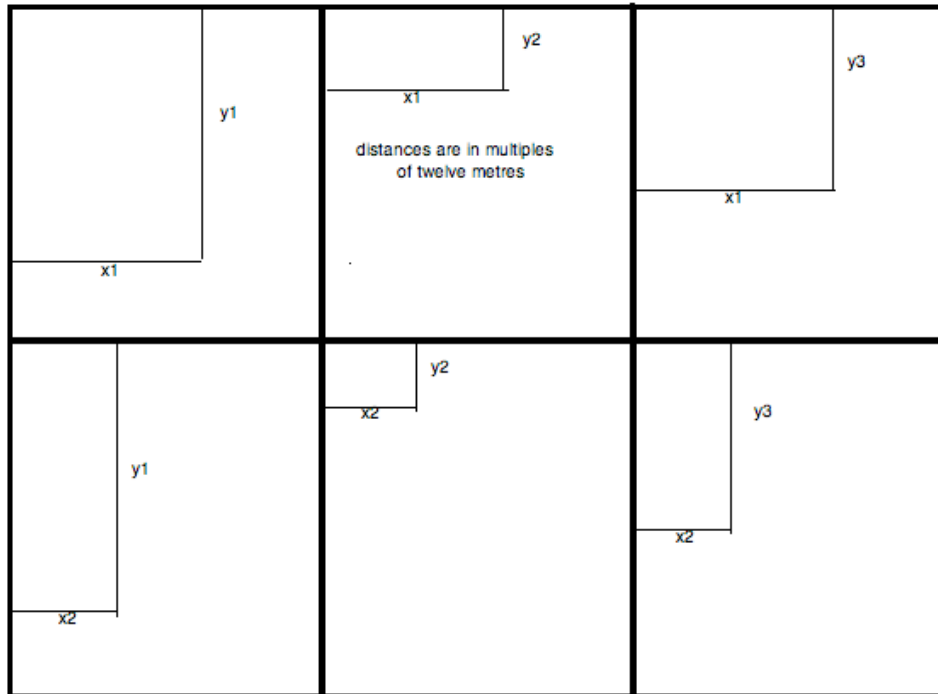 y1
x1
y2
x1
distances are in multiples
of twelve metres
y3
x1
y1
x2
y2
x2
y3
x2